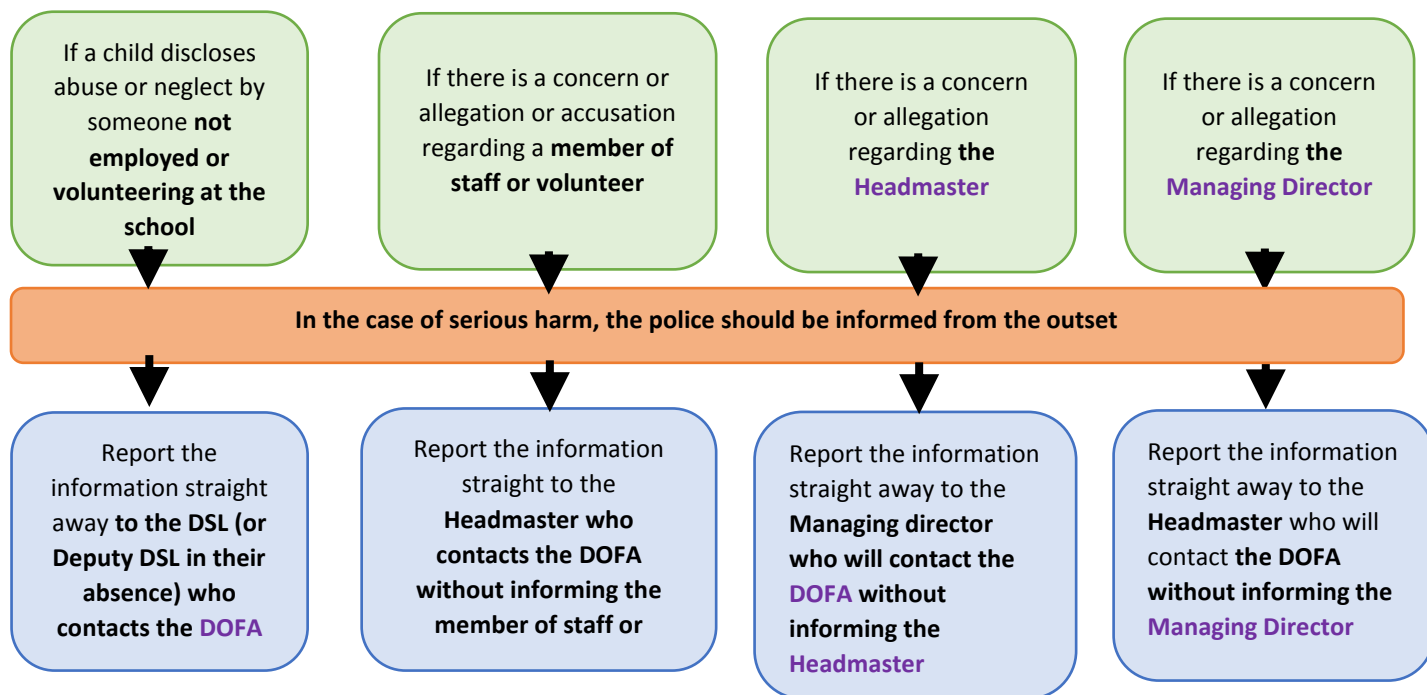 If a child discloses
abuse or neglect by
someone not
employed or
volunteering at the
school
If there is a concern or
allegation or accusation
regarding a member of
staff or volunteer
If there is a concern
or allegation
regarding the
Headmaster
If there is a concern
or allegation
regarding the
Managing Director
In the case of serious harm, the police should be informed from the outset
Report the
information straight
away to the DSL (or
Deputy DSL in their
absence) who
contacts the DOFA
Report the information
straight to the
Headmaster who
contacts the DOFA
without informing the
member of staff or
Report the information
straight away to the
Managing director
who will contact the
DOFA without
informing the
Headmaster
Report the information
straight away to the
Headmaster who will
contact the DOFA
without informing the
Managing Director